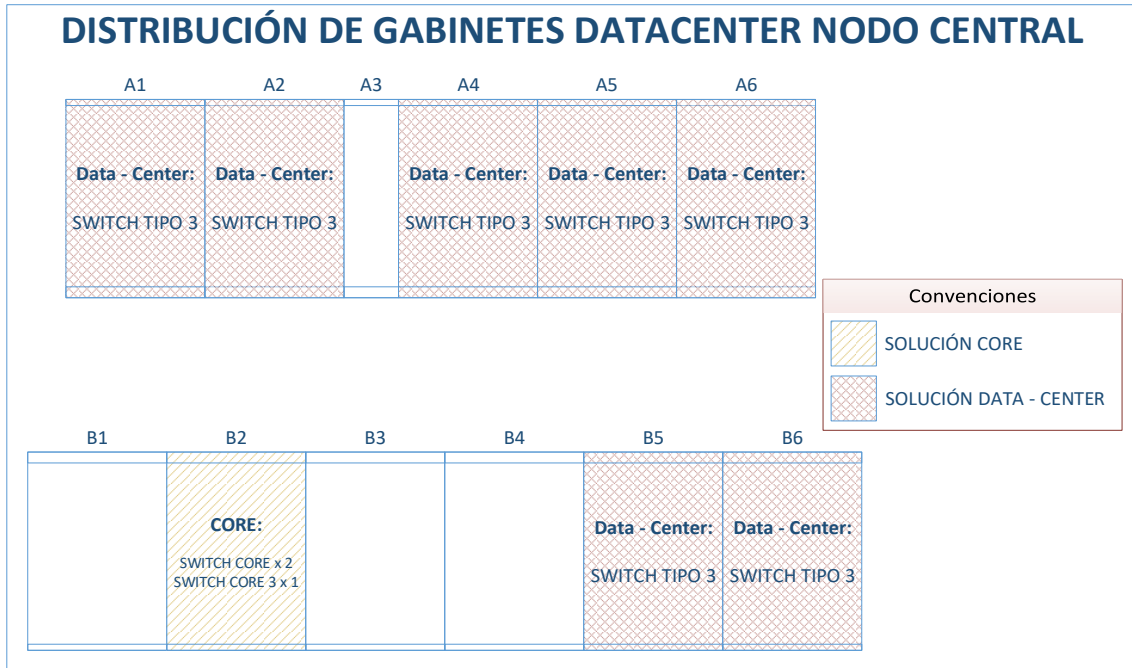 DISTRIBUCIÓN DE GABINETES DATACENTER NODO CENTRAL
A1 A2 A3 A4 A5 A6
Data - Center: Data - Center: Data - Center: Data - Center: Data - Center:
SWITCH TIPO 3 SWITCH TIPO 3 SWITCH TIPO 3 SWITCH TIPO 3 SWITCH TIPO 3
Convenciones
SOLUCIÓN CORE
SOLUCIÓN DATA - CENTER
B1 B2 B3 B4 B5 B6
CORE: Data - Center: Data - Center:
SWITCH CORE x 2
SWITCH CORE 3 x 1
SWITCH TIPO 3 SWITCH TIPO 3